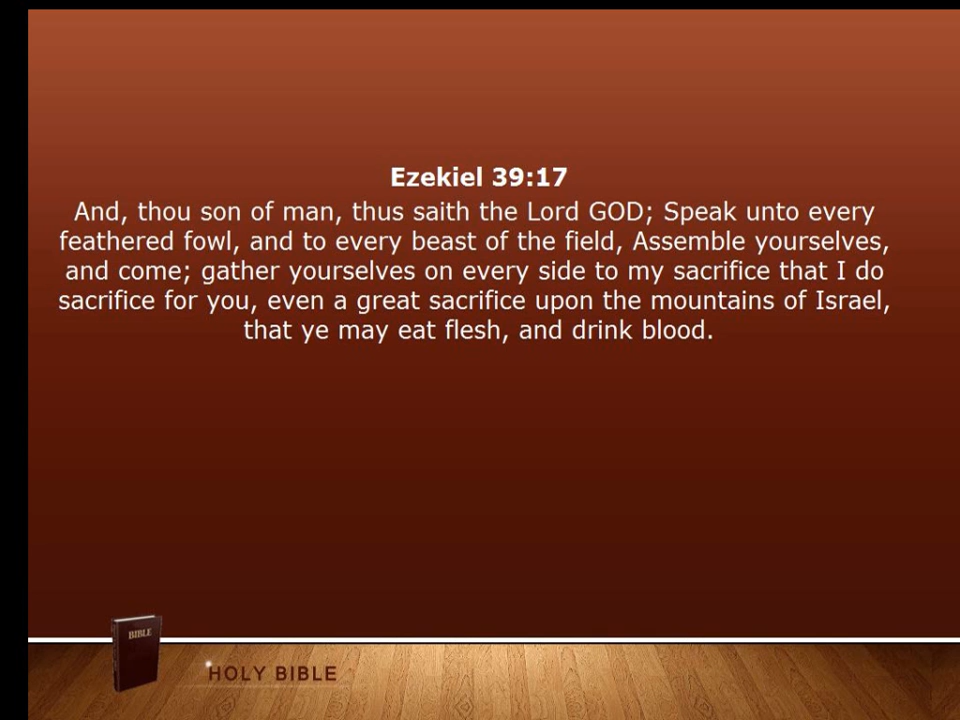 Ezekiel 39:17
And, thou son of man, thus saith the Lord GOD; Speak unto every
feathered fowl, and to every beast of the field, Assemble yourselves,
and come; gather yourselves on every side to my sacrifice that I do
sacrifice for you, even a great sacrifice upon the mountains of Israel,
that ye may eat flesh, and drink blood.
BIBLE
HOLY BIBLE